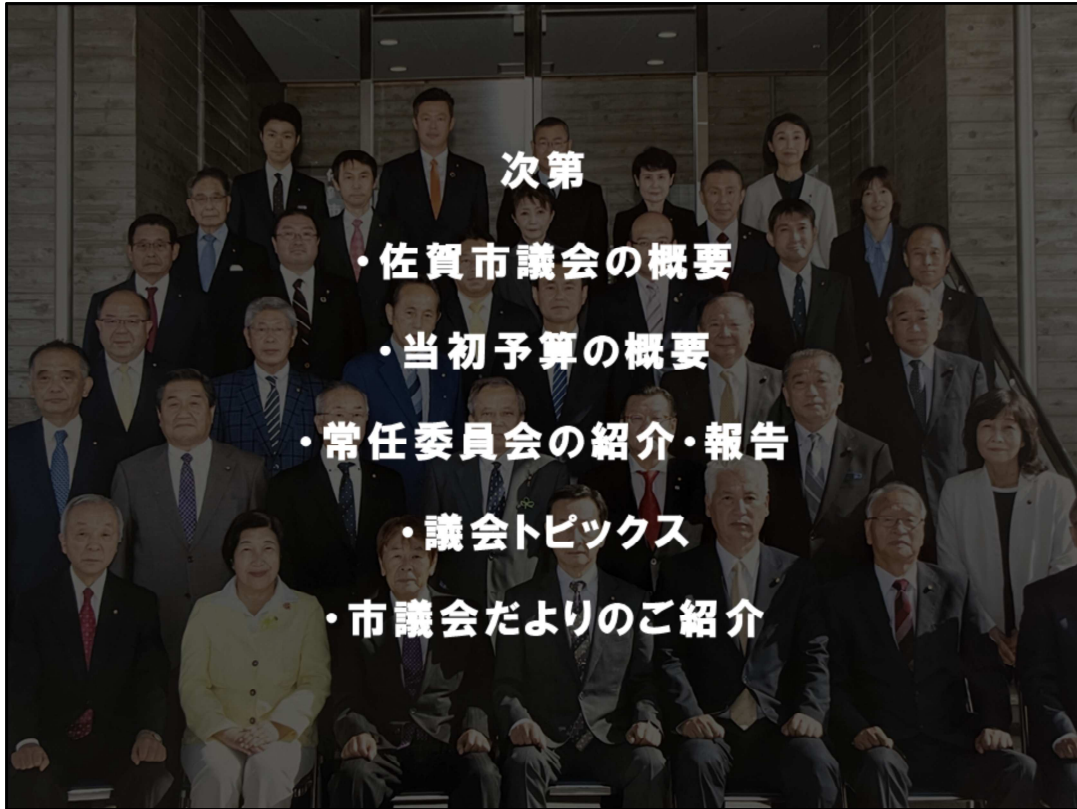 次第
・佐賀市議会の概要
・当初予算の概要
・常任委員会の紹介・報告
・議会トピックス
・市議会だよりのご紹介